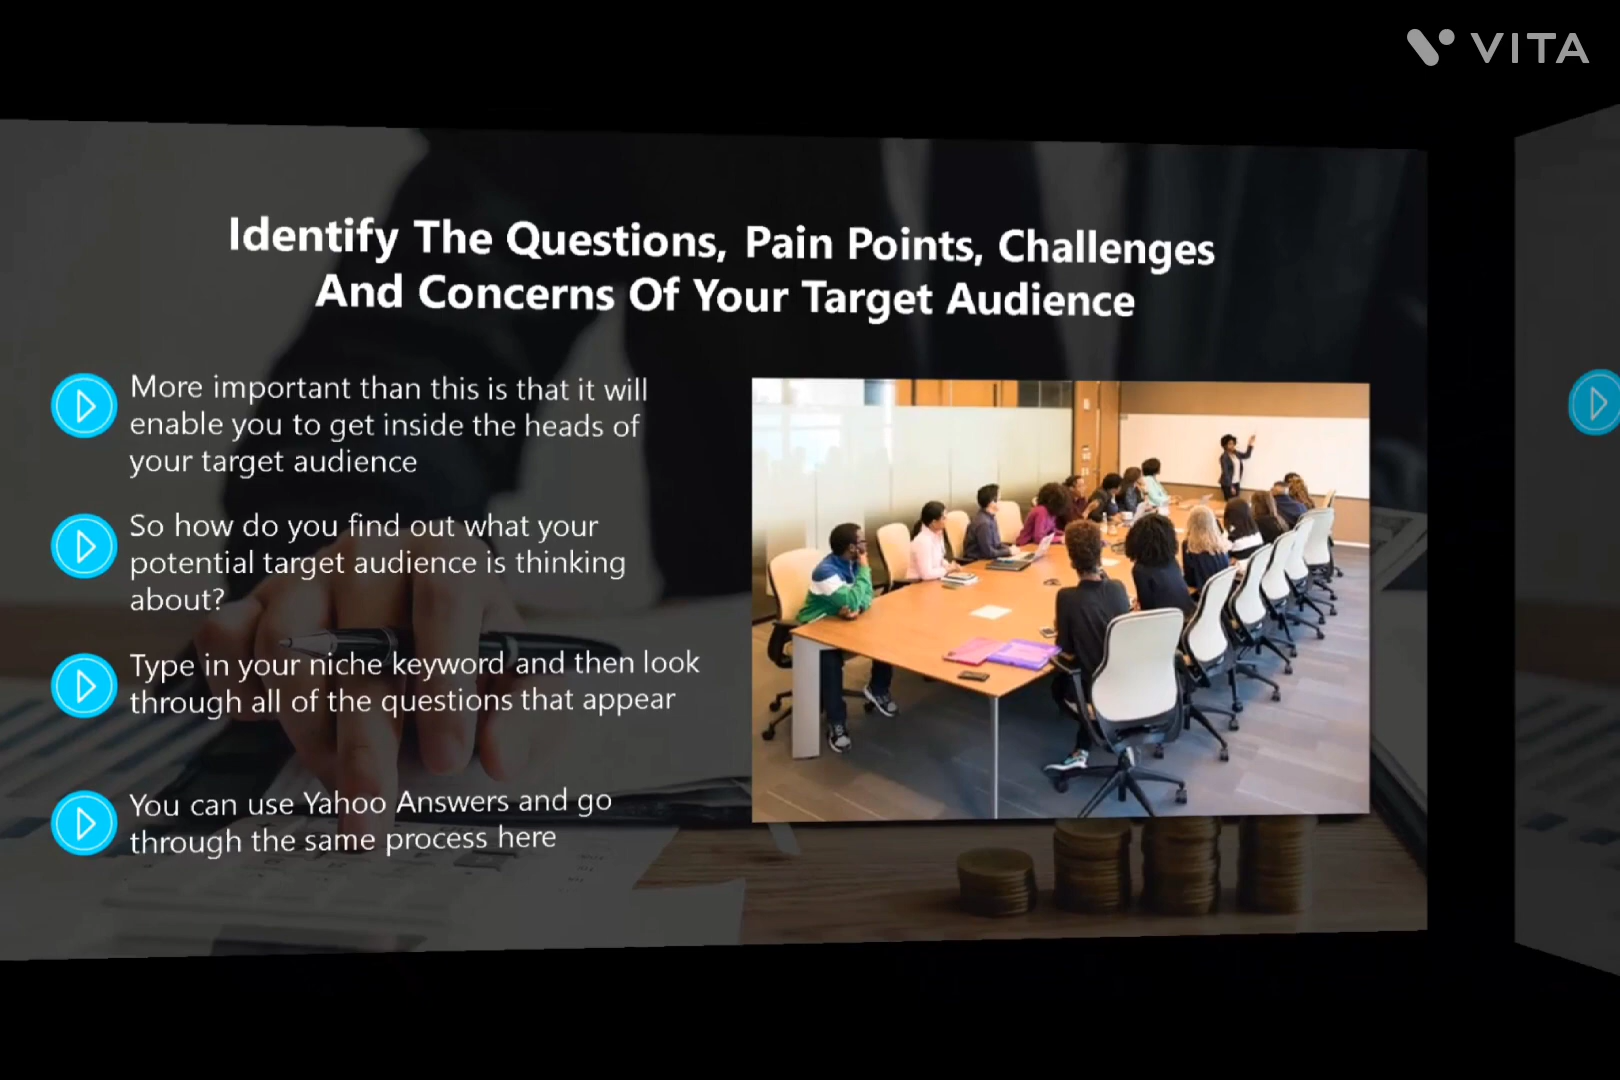 VITA
Identify The Questions, Pain Points, Challenges
And Concerns Of Your Target Audience
More important than this is that it will
enable you to get inside the heads of
your target audience
So how do you find out what your
potential target audience is thinking
about?
Type in your niche keyword and then look
through all of the questions that appear
You can use Yahoo Answers and go
through the same process here